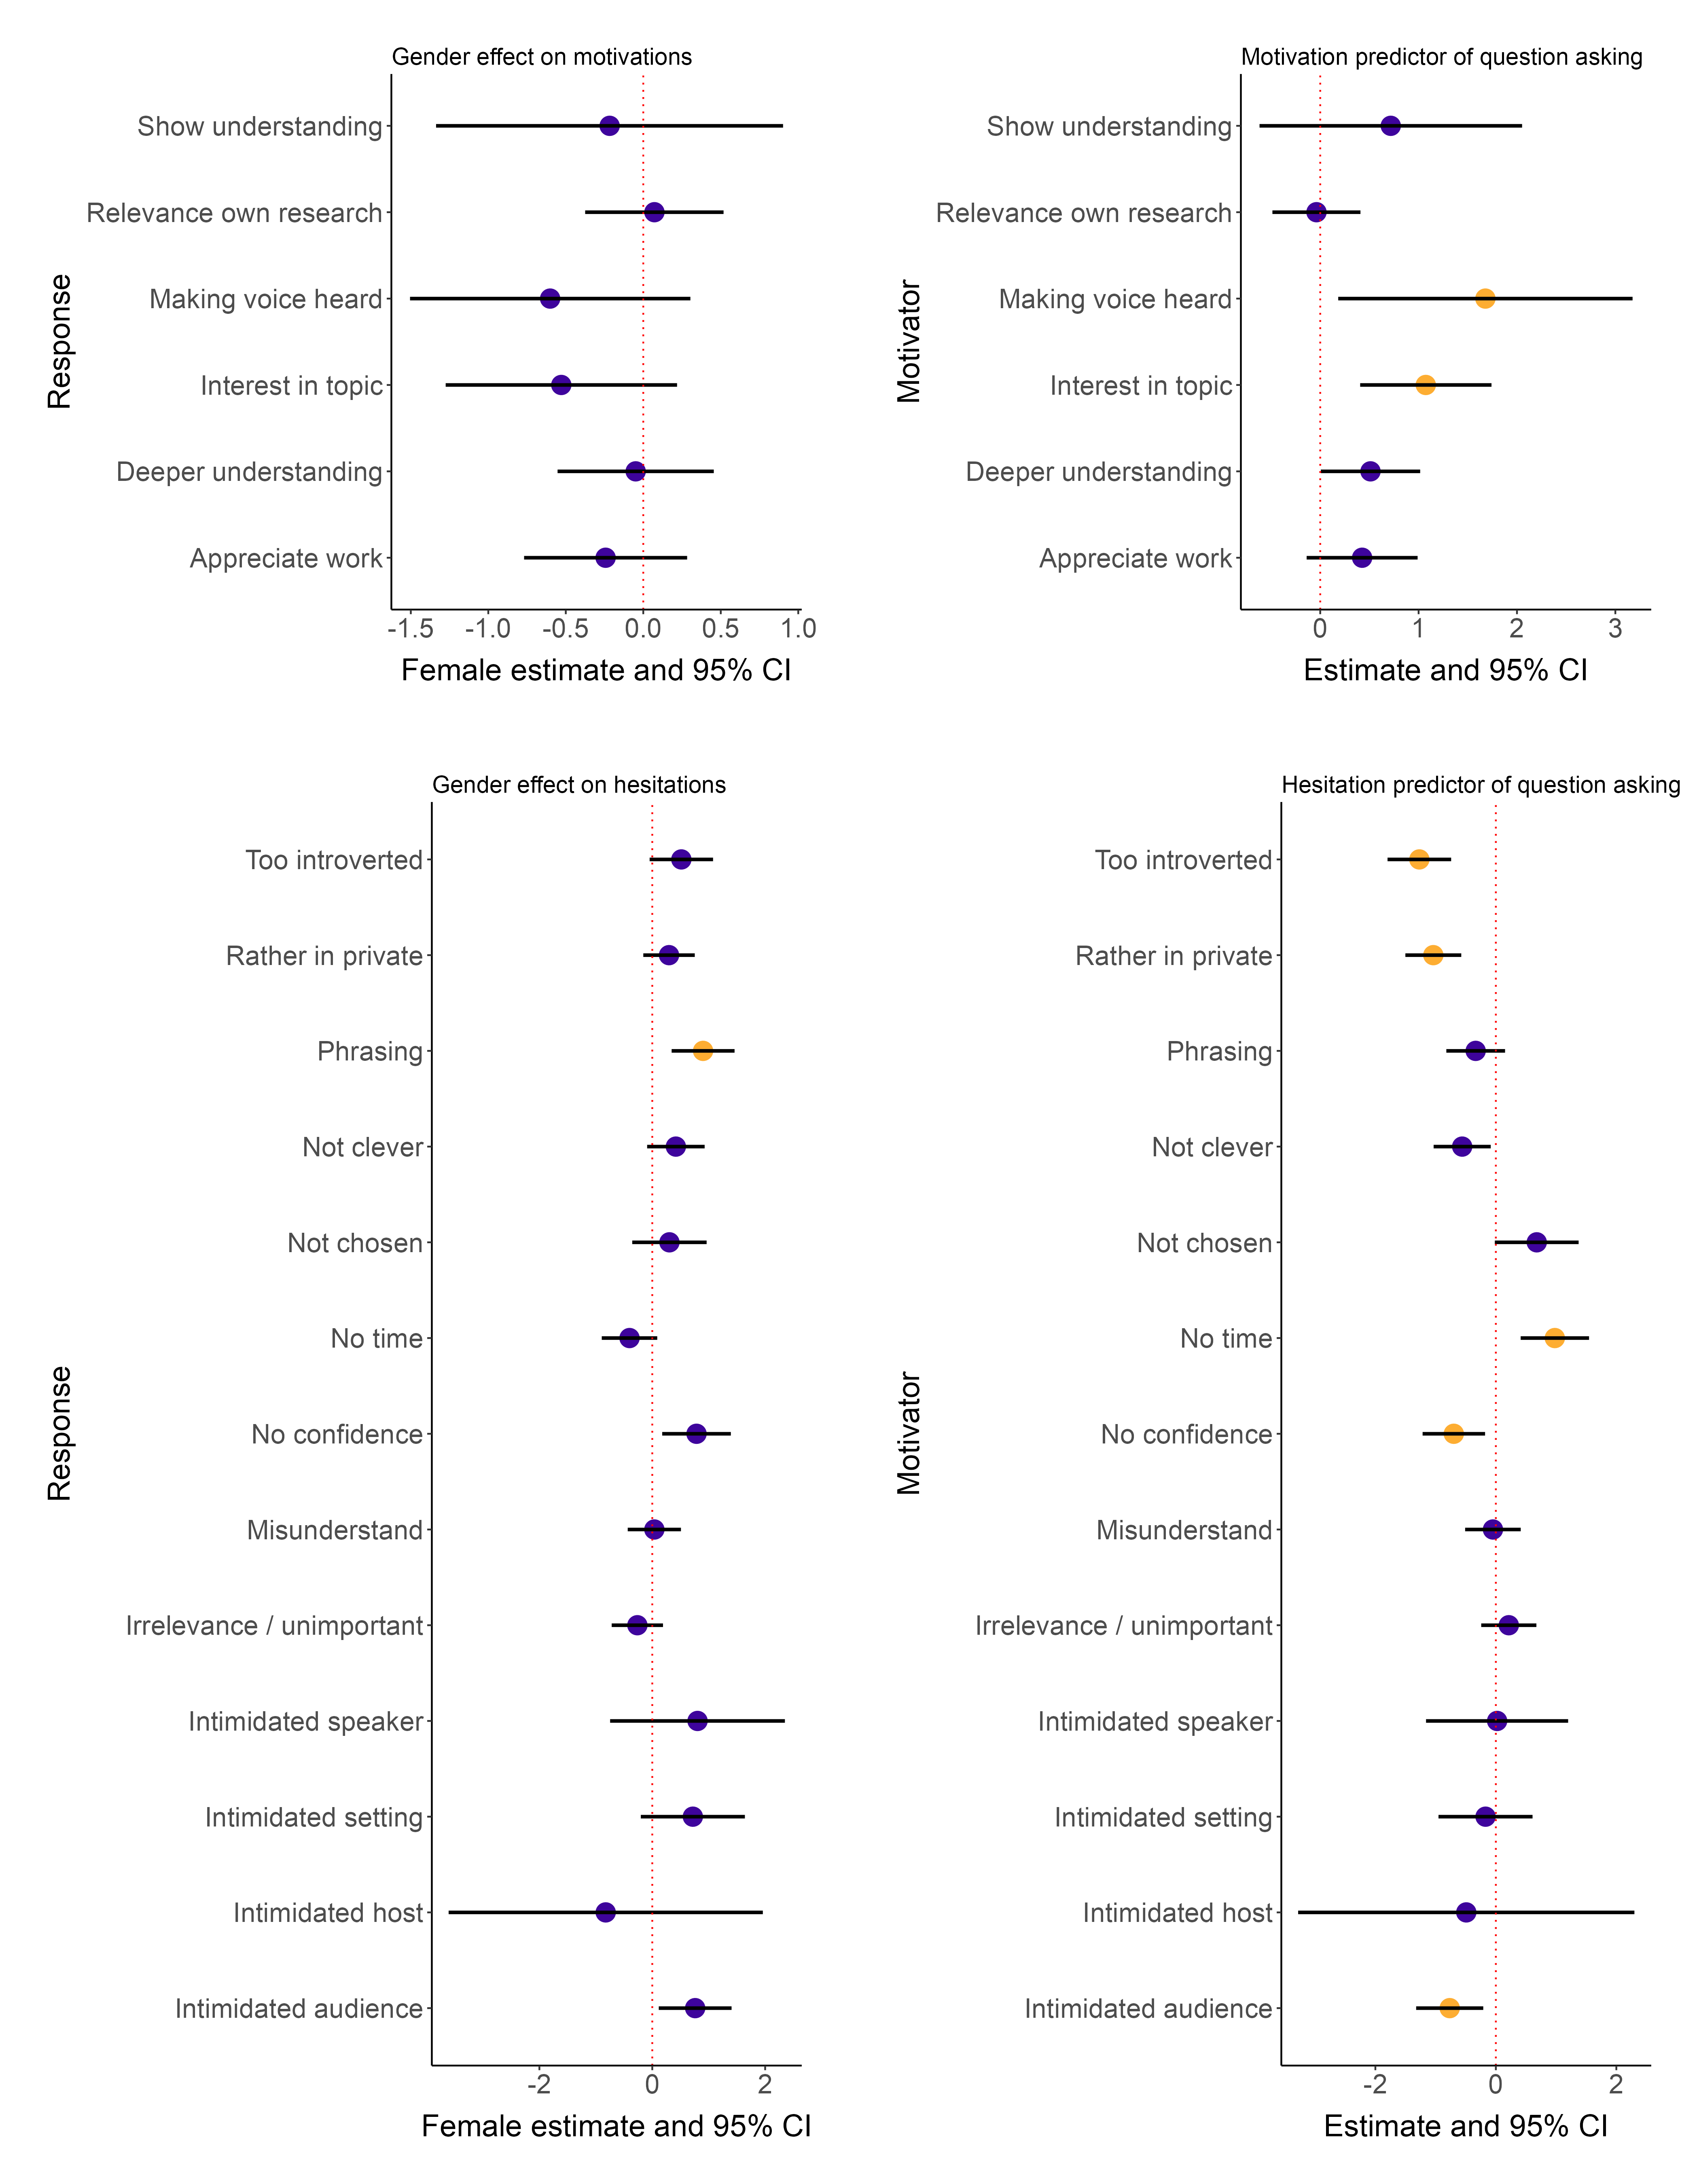 Gender effect on motivations
Response
Show understanding
Relevance own research
Making voice heard
Interest in topic
Deeper understanding
Appreciate work
-1.5 -1.0 -0.5 0.0 0.5 1.0
Female estimate and 95% CI
Motivation predictor of question asking
Motivator
Show understanding
Relevance own research
Making voice heard
Interest in topic
Deeper understanding
Appreciate work
0 1 2 3
Estimate and 95% CI
Gender effect on hesitations
Response
Too introverted
Rather in private
Phrasing
Not clever
Not chosen
No time
No confidence
Misunderstand
Irrelevance / unimportant
Intimidated speaker
Intimidated setting
Intimidated host
Intimidated audience
-2 0 2
Female estimate and 95% CI
Hesitation predictor of question asking
Motivator
Too introverted
Rather in private
Phrasing
Not clever
Not chosen
No time
No confidence
Misunderstand
Irrelevance / unimportant
Intimidated speaker
Intimidated setting
Intimidated host
Intimidated audience
-2 0 2
Estimate and 95% CI